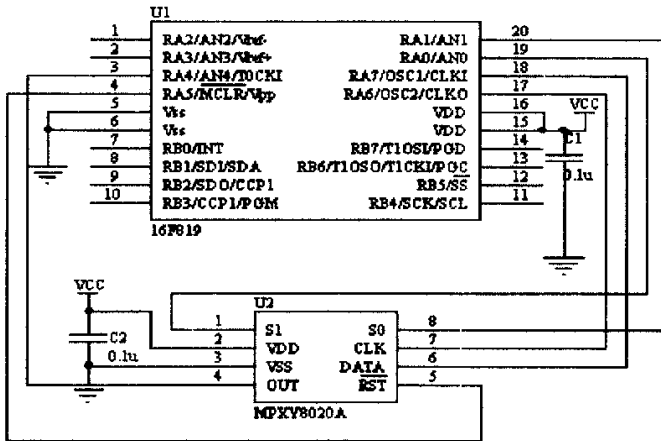 U1
1 RA2/AN2/Vref- RA1/AN1 20
2 RA3/AN3/Vref+ RA0/AN0 19
3 RA4/AN4/T0CKI RA7/OSC1/CLKI 18
4 RA5/MCLR/Vpp RA6/OSC2/CLKO 17
5 Vss VDD 16 VCC
6 Vss VDD 15
7 RB0/INT RB7/T1OSI/PGD 14 C1
8 RB1/SDI/SDA RB6/T1OSO/T1CKI/PGC 13 0.1u
9 RB2/SDO/CCP1 RB5/SS 12
10 RB3/CCP1/PGM RB4/SCK/SCL 11
16F819
VCC U2
1 S1 S0 8
C2 2 VDD CLK 7
0.1u 3 VSS DATA 6
4 OUT RST 5
MPXY8020A